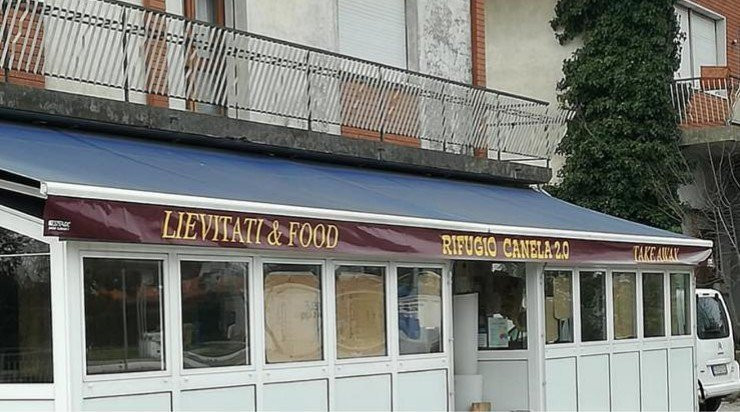 LIEVITATI & FOOD
RIFUGIO CANELA 2.0
TAKE AWAY